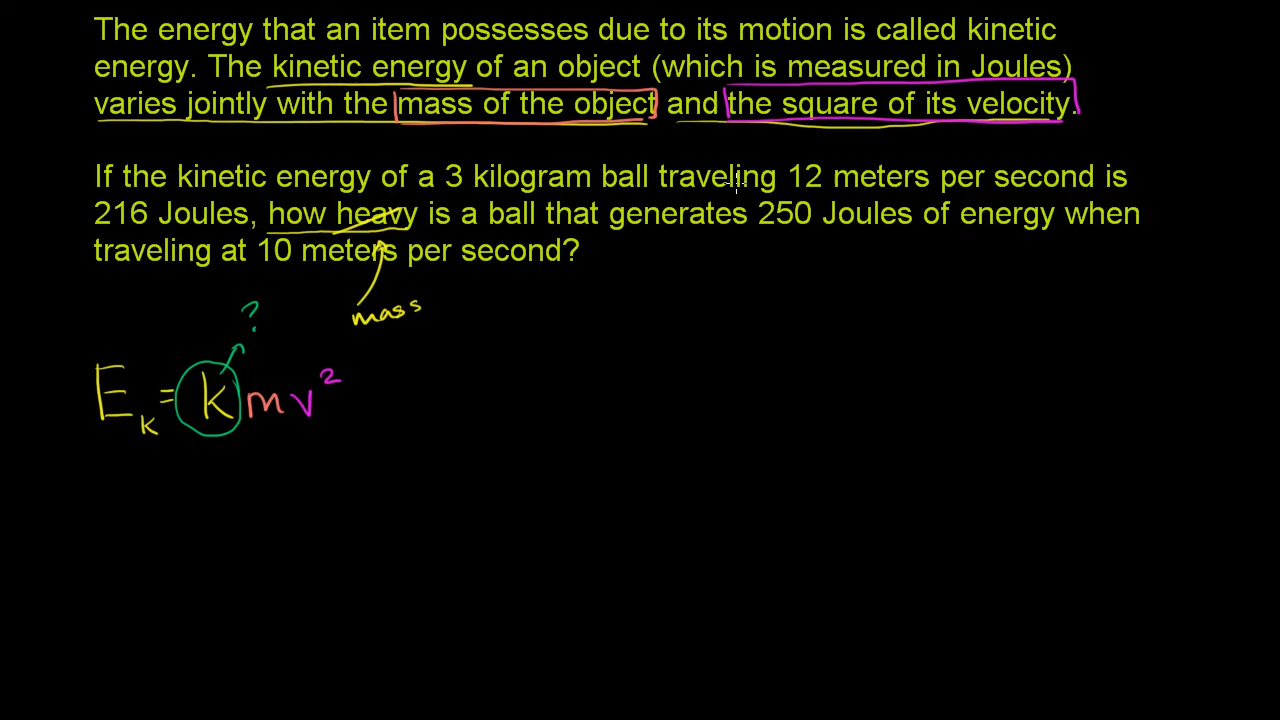 The energy that an item possesses due to its motion is called kinetic
energy. The kinetic energy of an object (which is measured in Joules)
varies jointly with the mass of the object and the square of its velocity.
If the kinetic energy of a 3 kilogram ball traveling 12 meters per second is
216 Joules, how heavy is a ball that generates 250 Joules of energy when
traveling at 10 meters per second?
?
mass
E_k = k m v²